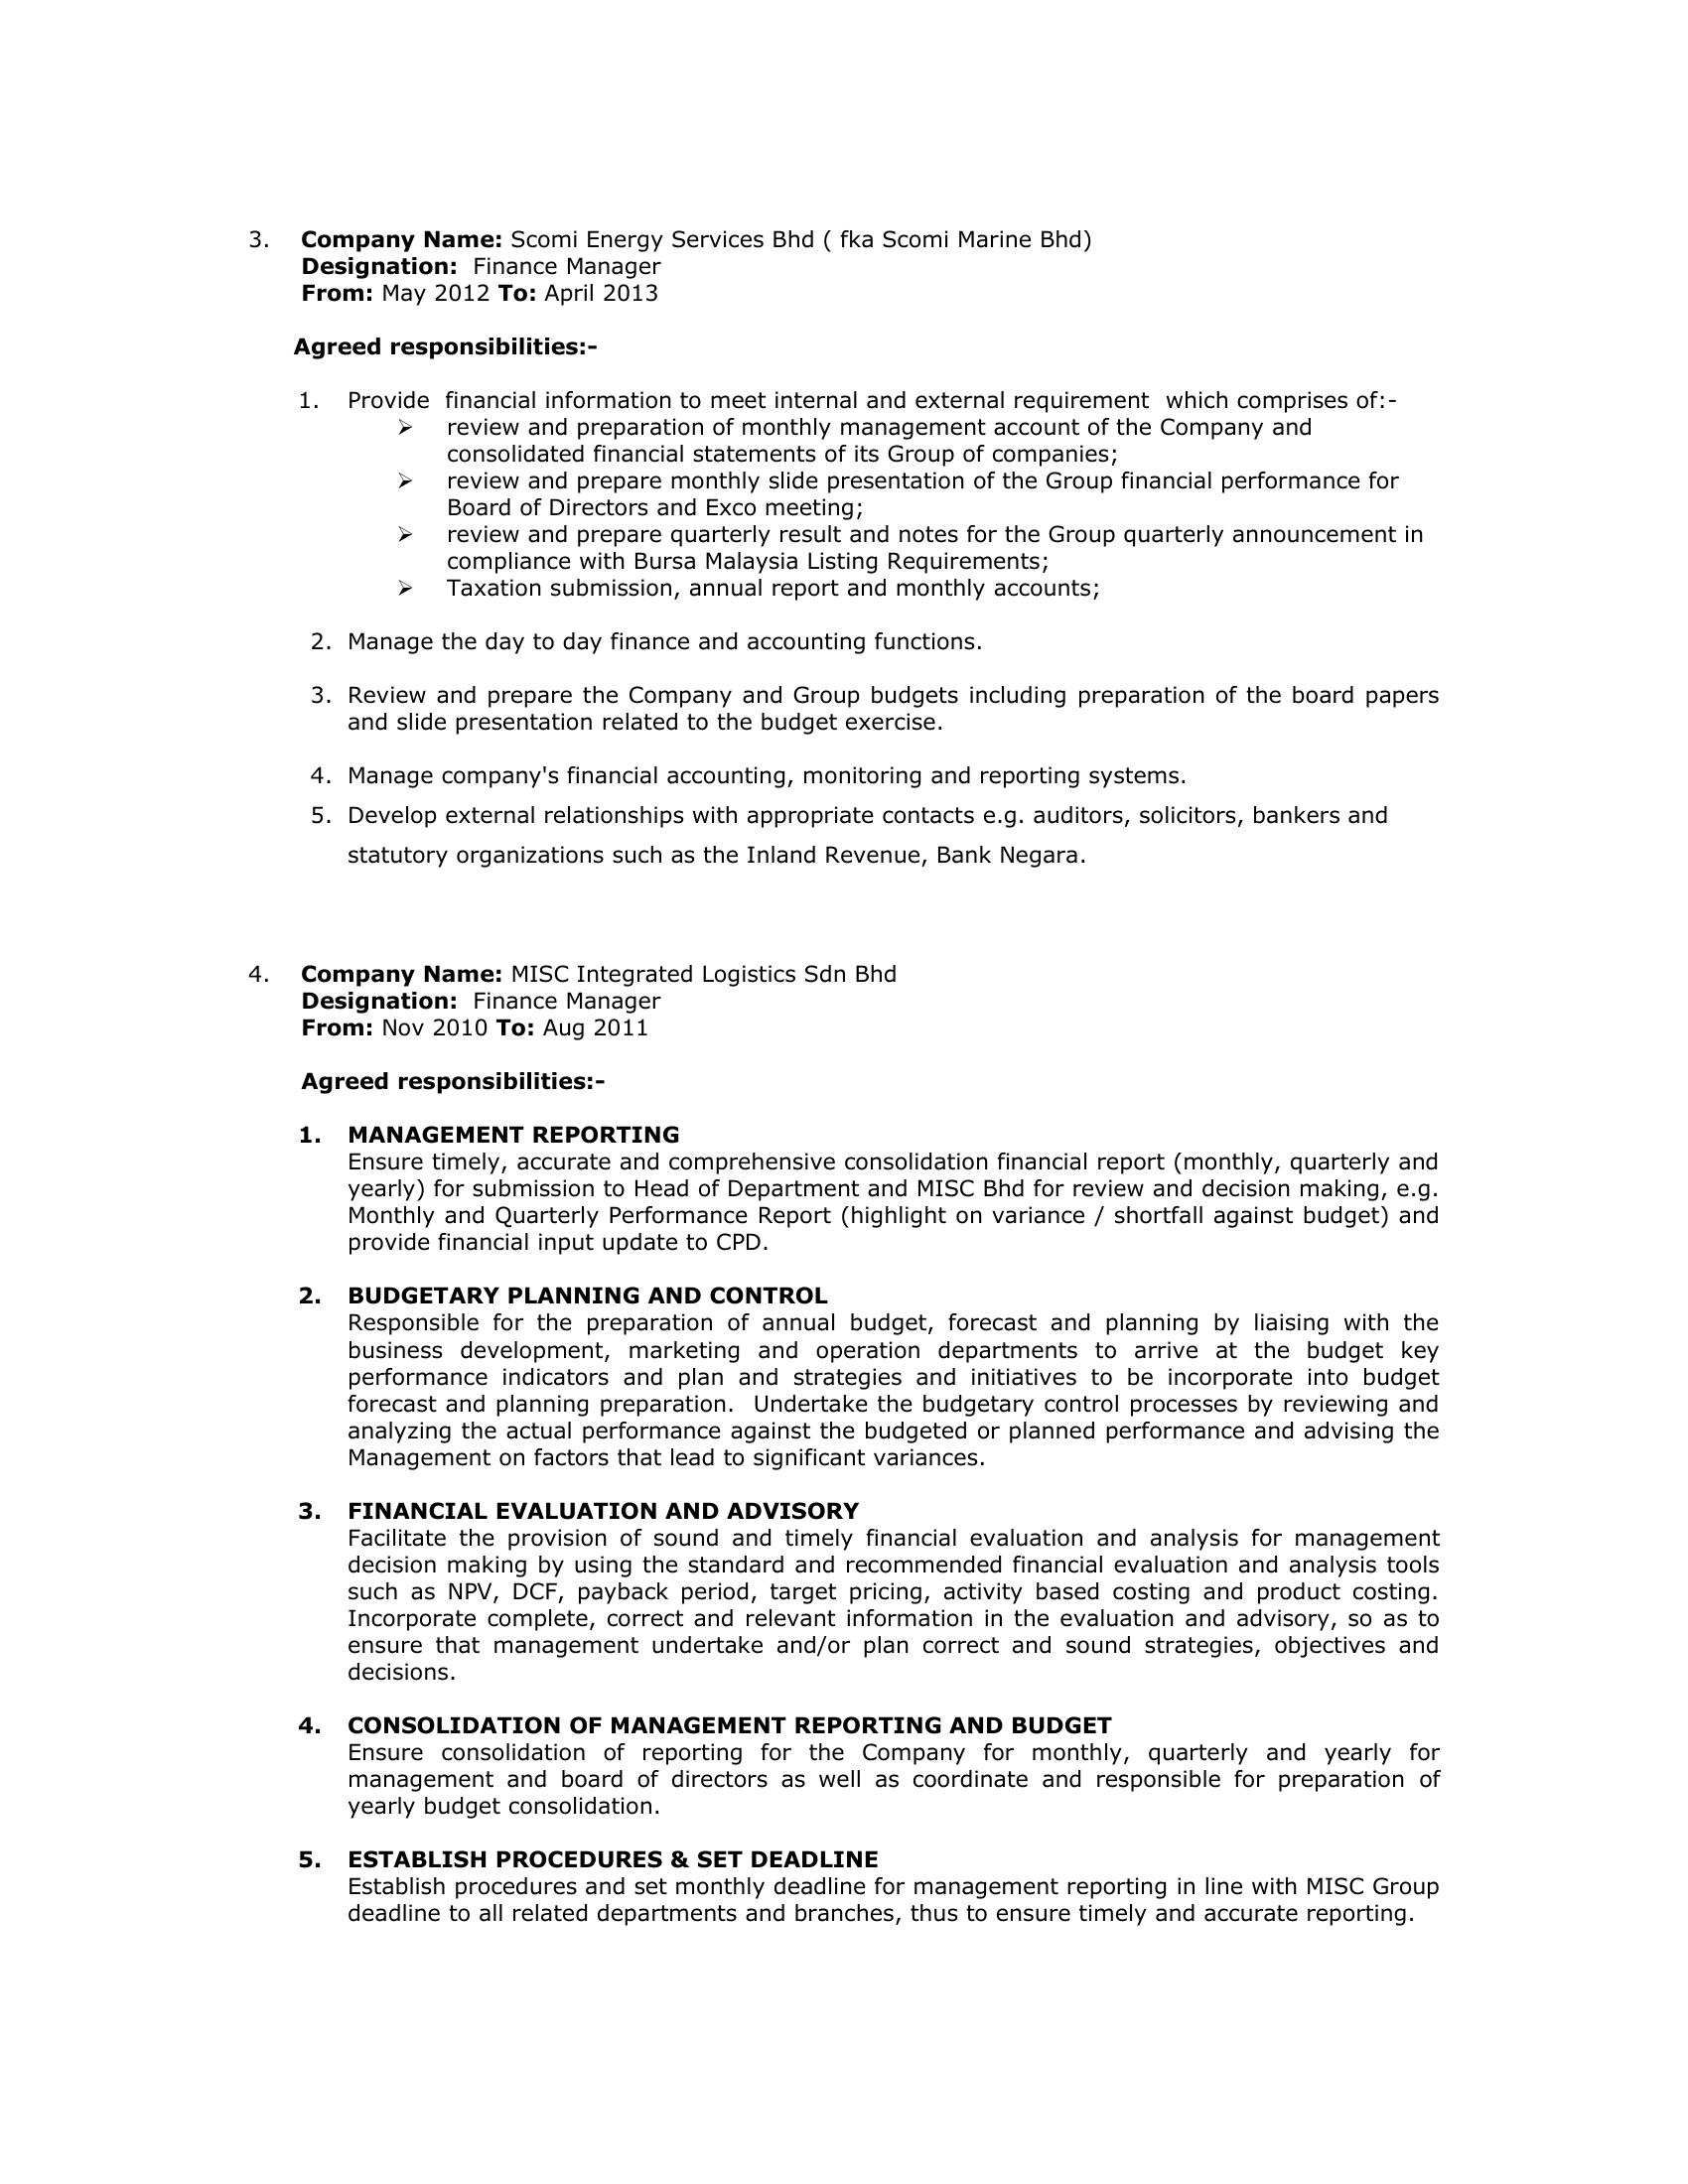 3. Company Name: Scomi Energy Services Bhd ( fka Scomi Marine Bhd)
Designation:  Finance Manager
From: May 2012 To: April 2013
Agreed responsibilities:-
1. Provide  financial information to meet internal and external requirement  which comprises of:-
➢ review and preparation of monthly management account of the Company and
consolidated financial statements of its Group of companies;
➢ review and prepare monthly slide presentation of the Group financial performance for
Board of Directors and Exco meeting;
➢ review and prepare quarterly result and notes for the Group quarterly announcement in
compliance with Bursa Malaysia Listing Requirements;
➢ Taxation submission, annual report and monthly accounts;
2. Manage the day to day finance and accounting functions.
3. Review and prepare the Company and Group budgets including preparation of the board papers
and slide presentation related to the budget exercise.
4. Manage company's financial accounting, monitoring and reporting systems.
5. Develop external relationships with appropriate contacts e.g. auditors, solicitors, bankers and
statutory organizations such as the Inland Revenue, Bank Negara.
4. Company Name: MISC Integrated Logistics Sdn Bhd
Designation:  Finance Manager
From: Nov 2010 To: Aug 2011
Agreed responsibilities:-
1. MANAGEMENT REPORTING
Ensure timely, accurate and comprehensive consolidation financial report (monthly, quarterly and
yearly) for submission to Head of Department and MISC Bhd for review and decision making, e.g.
Monthly and Quarterly Performance Report (highlight on variance / shortfall against budget) and
provide financial input update to CPD.
2. BUDGETARY PLANNING AND CONTROL
Responsible for the preparation of annual budget, forecast and planning by liaising with the
business development, marketing and operation departments to arrive at the budget key
performance indicators and plan and strategies and initiatives to be incorporate into budget
forecast and planning preparation.  Undertake the budgetary control processes by reviewing and
analyzing the actual performance against the budgeted or planned performance and advising the
Management on factors that lead to significant variances.
3. FINANCIAL EVALUATION AND ADVISORY
Facilitate the provision of sound and timely financial evaluation and analysis for management
decision making by using the standard and recommended financial evaluation and analysis tools
such as NPV, DCF, payback period, target pricing, activity based costing and product costing.
Incorporate complete, correct and relevant information in the evaluation and advisory, so as to
ensure that management undertake and/or plan correct and sound strategies, objectives and
decisions.
4. CONSOLIDATION OF MANAGEMENT REPORTING AND BUDGET
Ensure consolidation of reporting for the Company for monthly, quarterly and yearly for
management and board of directors as well as coordinate and responsible for preparation of
yearly budget consolidation.
5. ESTABLISH PROCEDURES & SET DEADLINE
Establish procedures and set monthly deadline for management reporting in line with MISC Group
deadline to all related departments and branches, thus to ensure timely and accurate reporting.